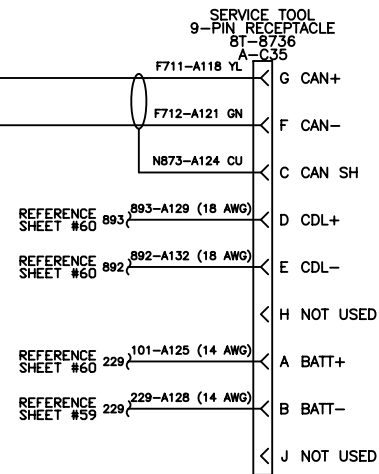 SERVICE TOOL
9-PIN RECEPTACLE
8T-8736
A-C35
F711-A118 YL G CAN+
F712-A121 GN F CAN-
N873-A124 CU C CAN SH
REFERENCE SHEET #60 893 893-A129 (18 AWG) D CDL+
REFERENCE SHEET #60 892 892-A132 (18 AWG) E CDL-
H NOT USED
REFERENCE SHEET #60 229 101-A125 (14 AWG) A BATT+
REFERENCE SHEET #59 229 229-A128 (14 AWG) B BATT-
J NOT USED